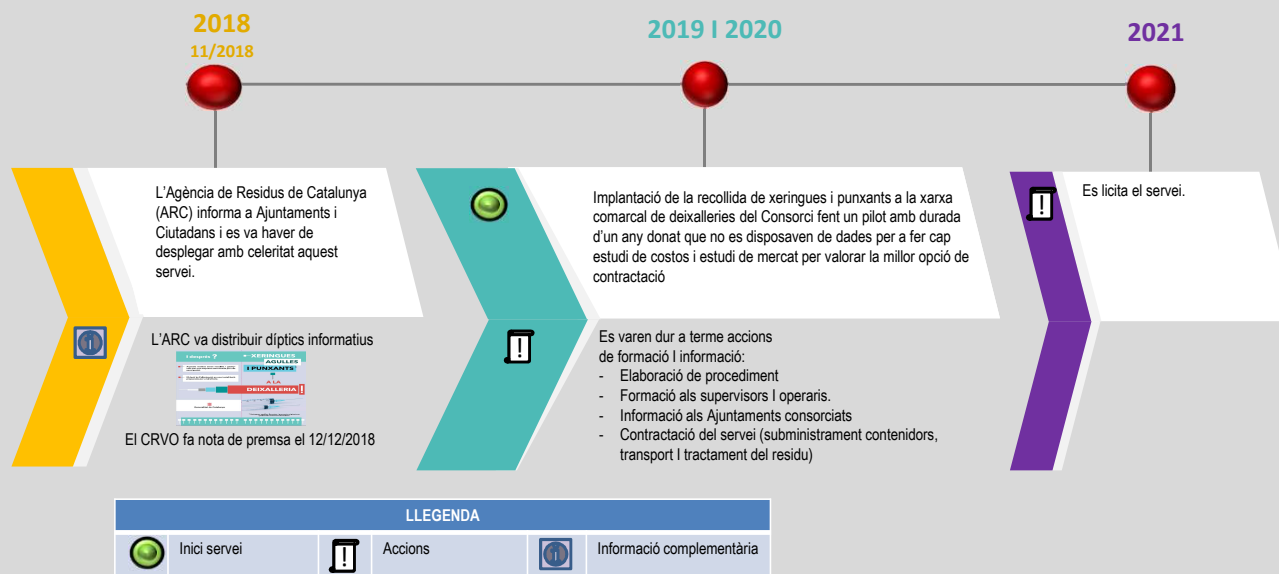 2018
11/2018
2019 I 2020
2021
L'Agència de Residus de Catalunya
(ARC) informa a Ajuntaments i
Ciutadans i es va haver de
desplegar amb celeritat aquest
servei.
L'ARC va distribuir díptics informatius
I després ?
XERINGUES
AGULLES
I PUNXANTS
A LA
DEIXALLERIA
El CRVO fa nota de premsa el 12/12/2018
Implantació de la recollida de xeringues i punxants a la xarxa
comarcal de deixalleries del Consorci fent un pilot amb durada
d'un any donat que no es disposaven de dades per a fer cap
estudi de costos i estudi de mercat per valorar la millor opció de
contractació
Es varen dur a terme accions
de formació I informació:
- Elaboració de procediment
- Formació als supervisors I operaris.
- Informació als Ajuntaments consorciats
- Contractació del servei (subministrament contenidors,
transport I tractament del residu)
Es licita el servei.
LLEGENDA
Inici servei
Accions
Informació complementària